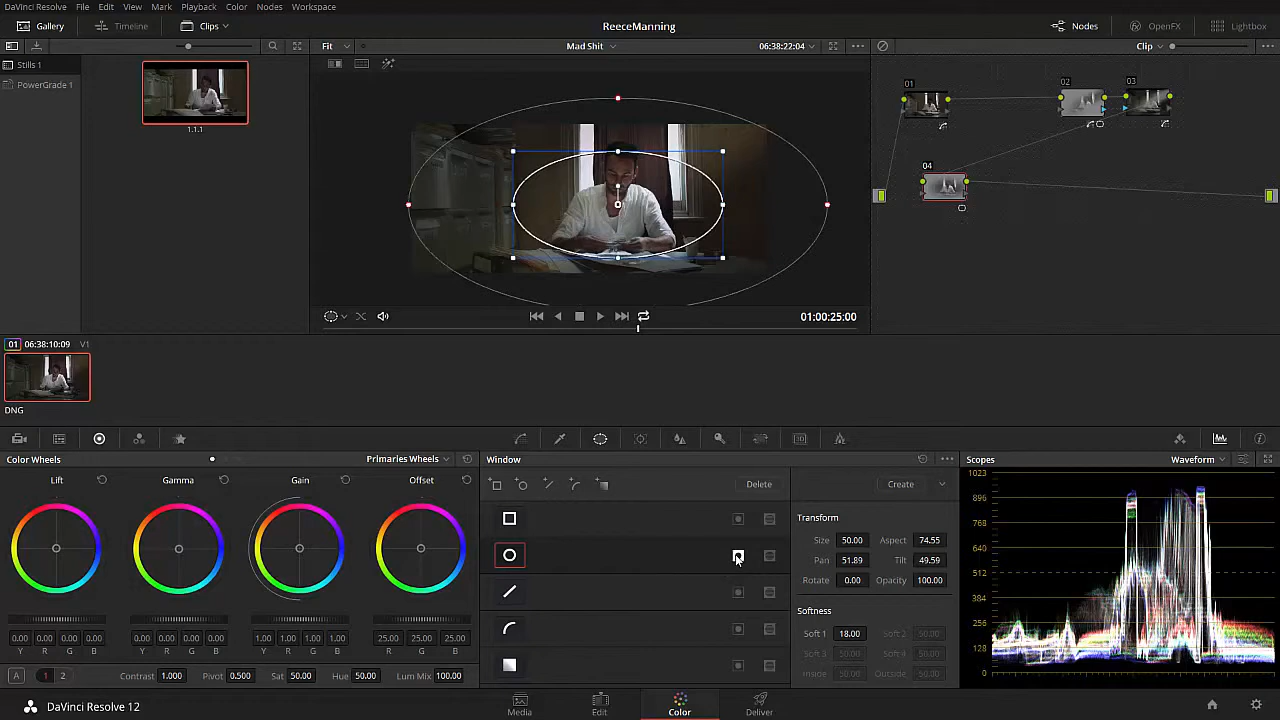 DaVinci Resolve File Edit View Mark Playback Color Nodes Workspace
Gallery Timeline Clips ReeceManning Nodes OpenFX Lightbox
Fit Mad Shit 06:38:22:04 Clip
Stills 1
PowerGrade 1
1.1.1
01 02 03
04
01:00:25:00
01 06:38:10:09 V1
DNG
Color Wheels Primaries Wheels Window Scopes Waveform
Lift Gamma Gain Offset
Delete Create
Transform
Size 50.00 Aspect 74.55
Pan 51.89 Tilt 49.59
Rotate 0.00 Opacity 100.00
Softness
Soft 1 18.00 Soft 2 50.00
Soft 3 50.00 Soft 4 50.00
Inside 50.00 Outside 50.00
0.00 0.00 0.00 0.00 0.00 0.00 0.00 0.00 1.00 1.00 1.00 1.00 25.00 25.00 25.00
Y R G B Y R G B Y R G B R G B
A 1 2 Contrast 1.000 Pivot 0.500 Sat 50.00 Hue 50.00 Lum Mix 100.00
1023
896
768
640
512
384
256
128
0
DaVinci Resolve 12 Media Edit Color Deliver